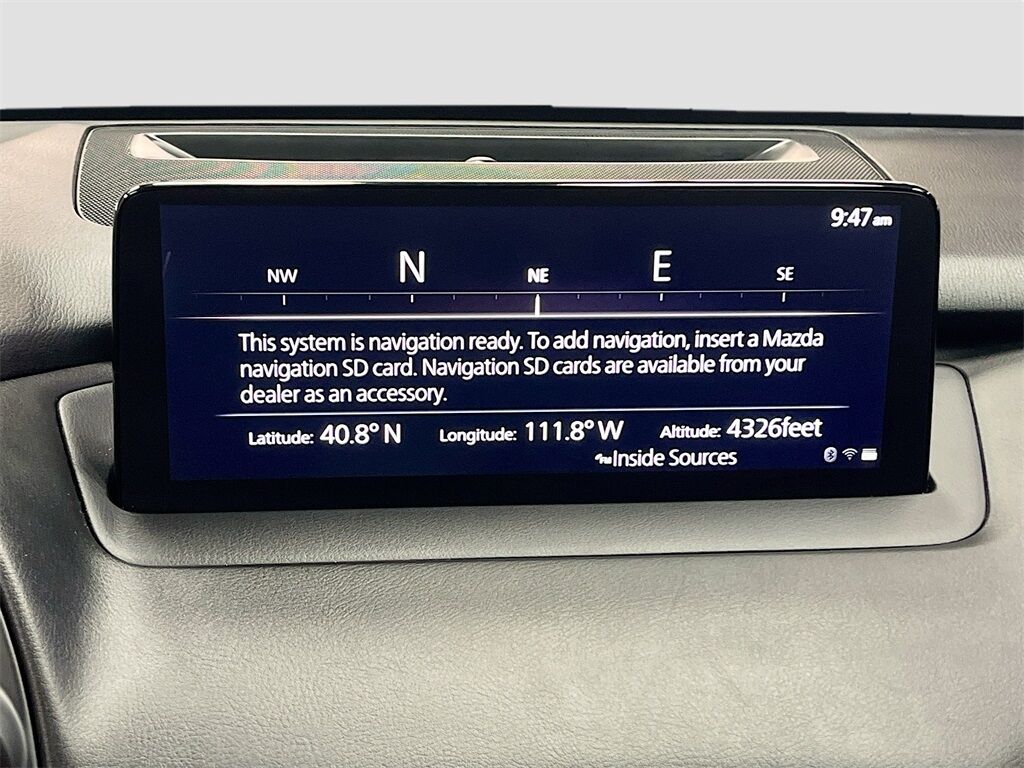 9:47am
NW N NE E SE
This system is navigation ready. To add navigation, insert a Mazda
navigation SD card. Navigation SD cards are available from your
dealer as an accessory.
Latitude: 40.8° N Longitude: 111.8° W Altitude: 4326feet
Inside Sources